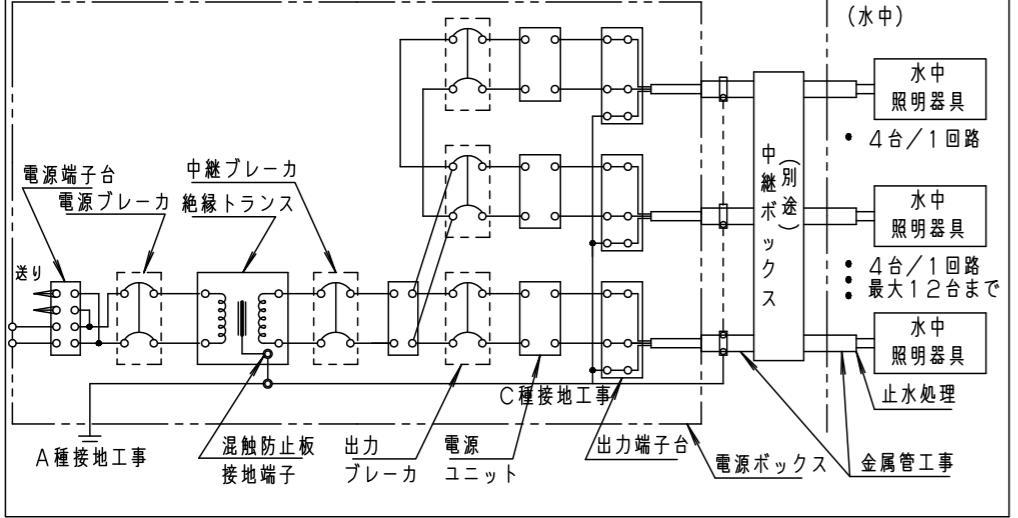 (水中)
水中
照明器具
• 4台/1回路
中継ボックス
(別途)
電源端子台
電源ブレーカ
中継ブレーカ
絶縁トランス
水中
照明器具
送り
• 4台/1回路
最大12台まで
水中
照明器具
C種接地工事
止水処理
A種接地工事
混触防止板
接地端子
出力
ブレーカ
電源
ユニット
出力端子台
電源ボックス
金属管工事